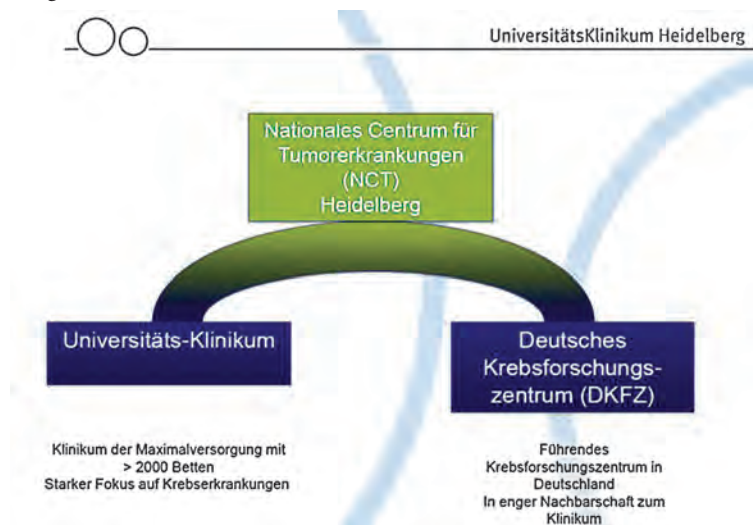 UniversitätsKlinikum Heidelberg
Nationales Centrum für
Tumorerkrankungen
(NCT)
Heidelberg
Universitäts-Klinikum
Deutsches
Krebsforschungs-
zentrum (DKFZ)
Klinikum der Maximalversorgung mit
> 2000 Betten
Starker Fokus auf Krebserkrankungen
Führendes
Krebsforschungszentrum in
Deutschland
In enger Nachbarschaft zum
Klinikum